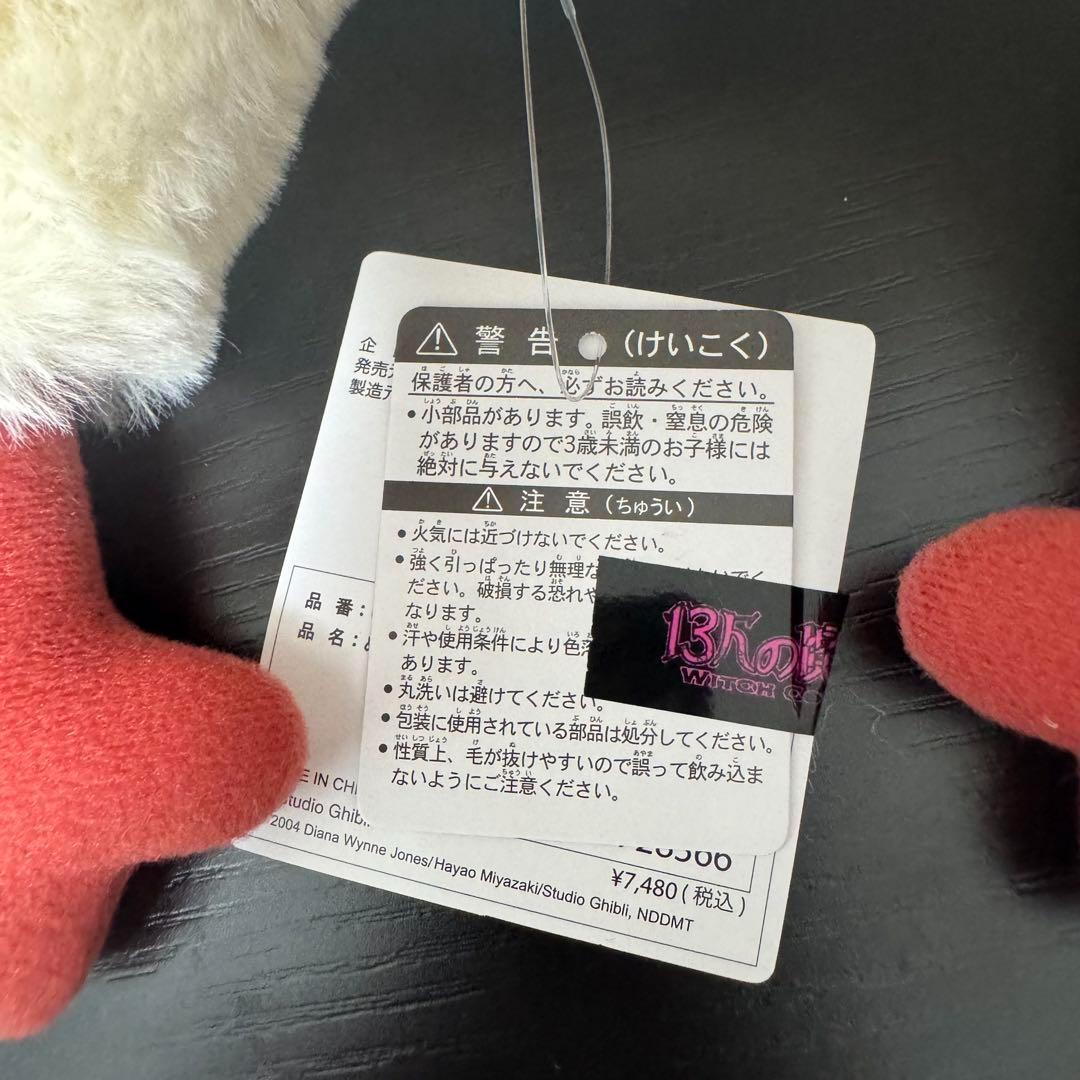 企
発売元
製造元
警告 (けいこく)
保護者の方へ、必ずお読みください。
•小部品があります。誤飲・窒息の危険
がありますので3歳未満のお子様には
絶対に与えないでください。
注意 (ちゅうい)
•火気には近づけないでください。
•強く引っぱったり無理な
ださい。破損する恐れや
なります。
•汗や使用条件により色落
あります。
•丸洗いは避けてください。
•包装に使用されている部品は処分してください。
•性質上、毛が抜けやすいので誤って飲み込ま
ないようにご注意ください。
13人の
WITCH
品番:
品名:
E IN CHI
Studio Ghibli
2004 Diana Wynne Jones/Hayao Miyazaki/Studio Ghibli, NDDMT
¥7,480(税込)